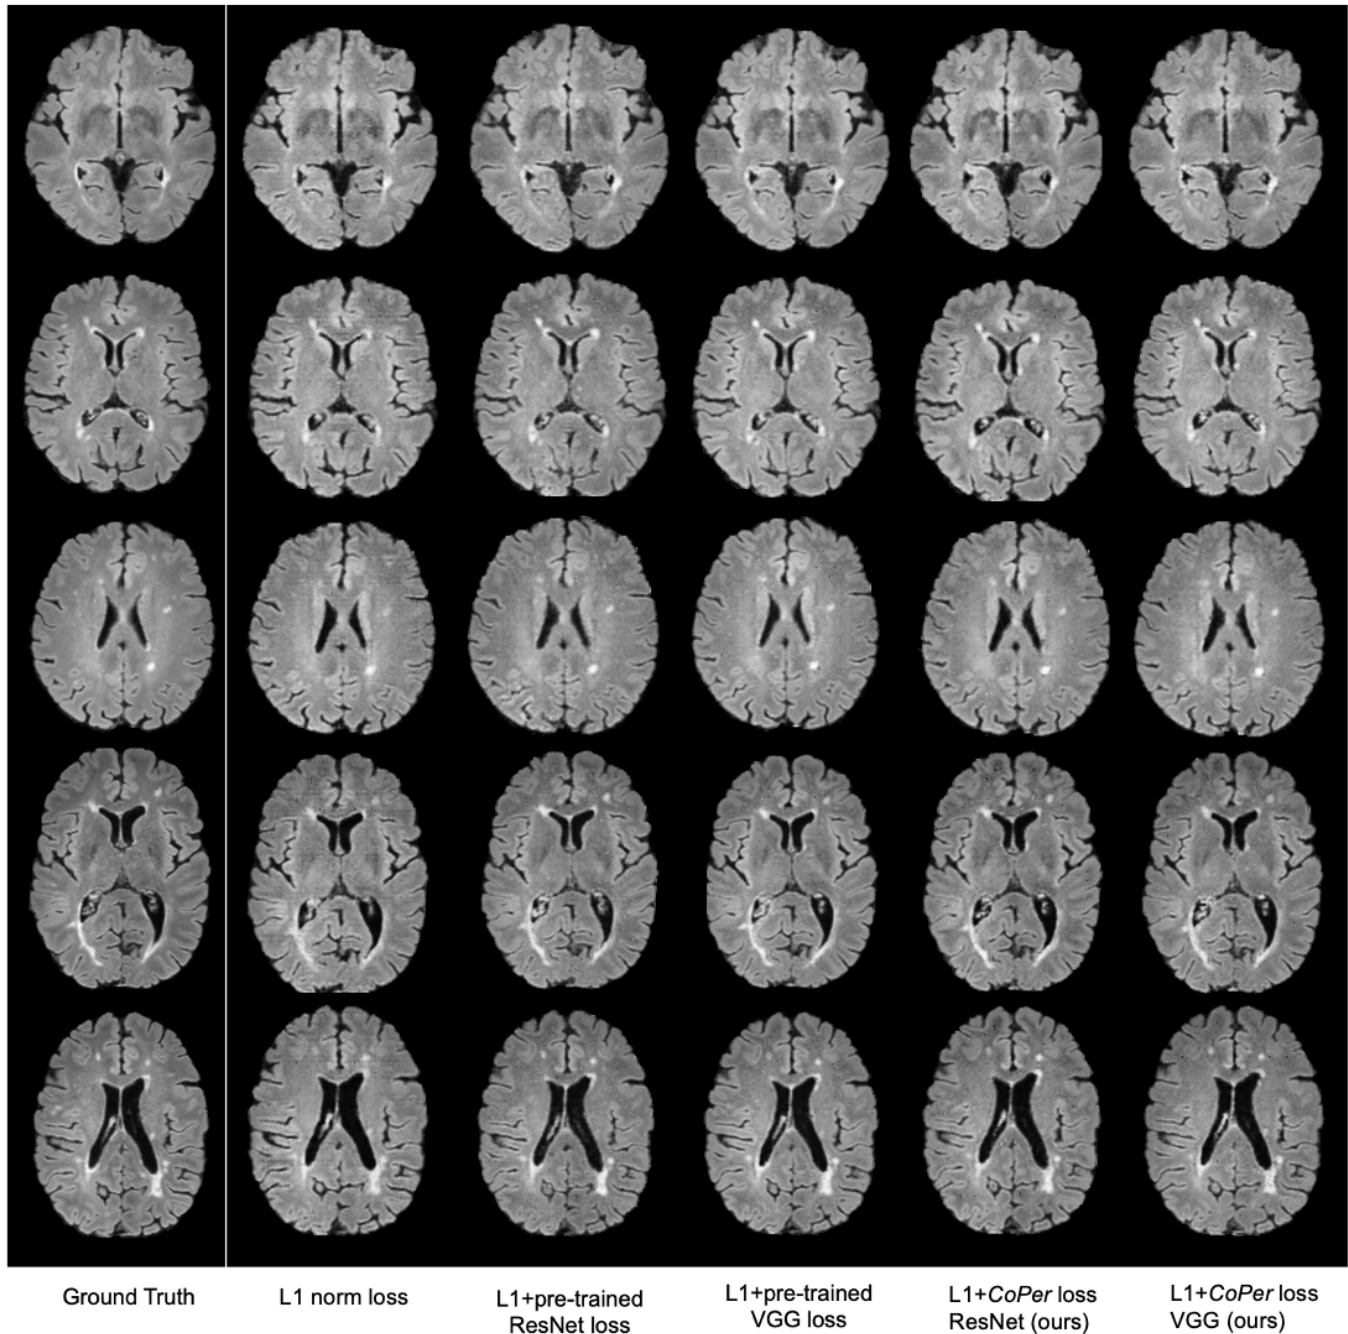 Ground Truth
L1 norm loss
L1+pre-trained
ResNet loss
L1+pre-trained
VGG loss
L1+CoPer loss
ResNet (ours)
L1+CoPer loss
VGG (ours)